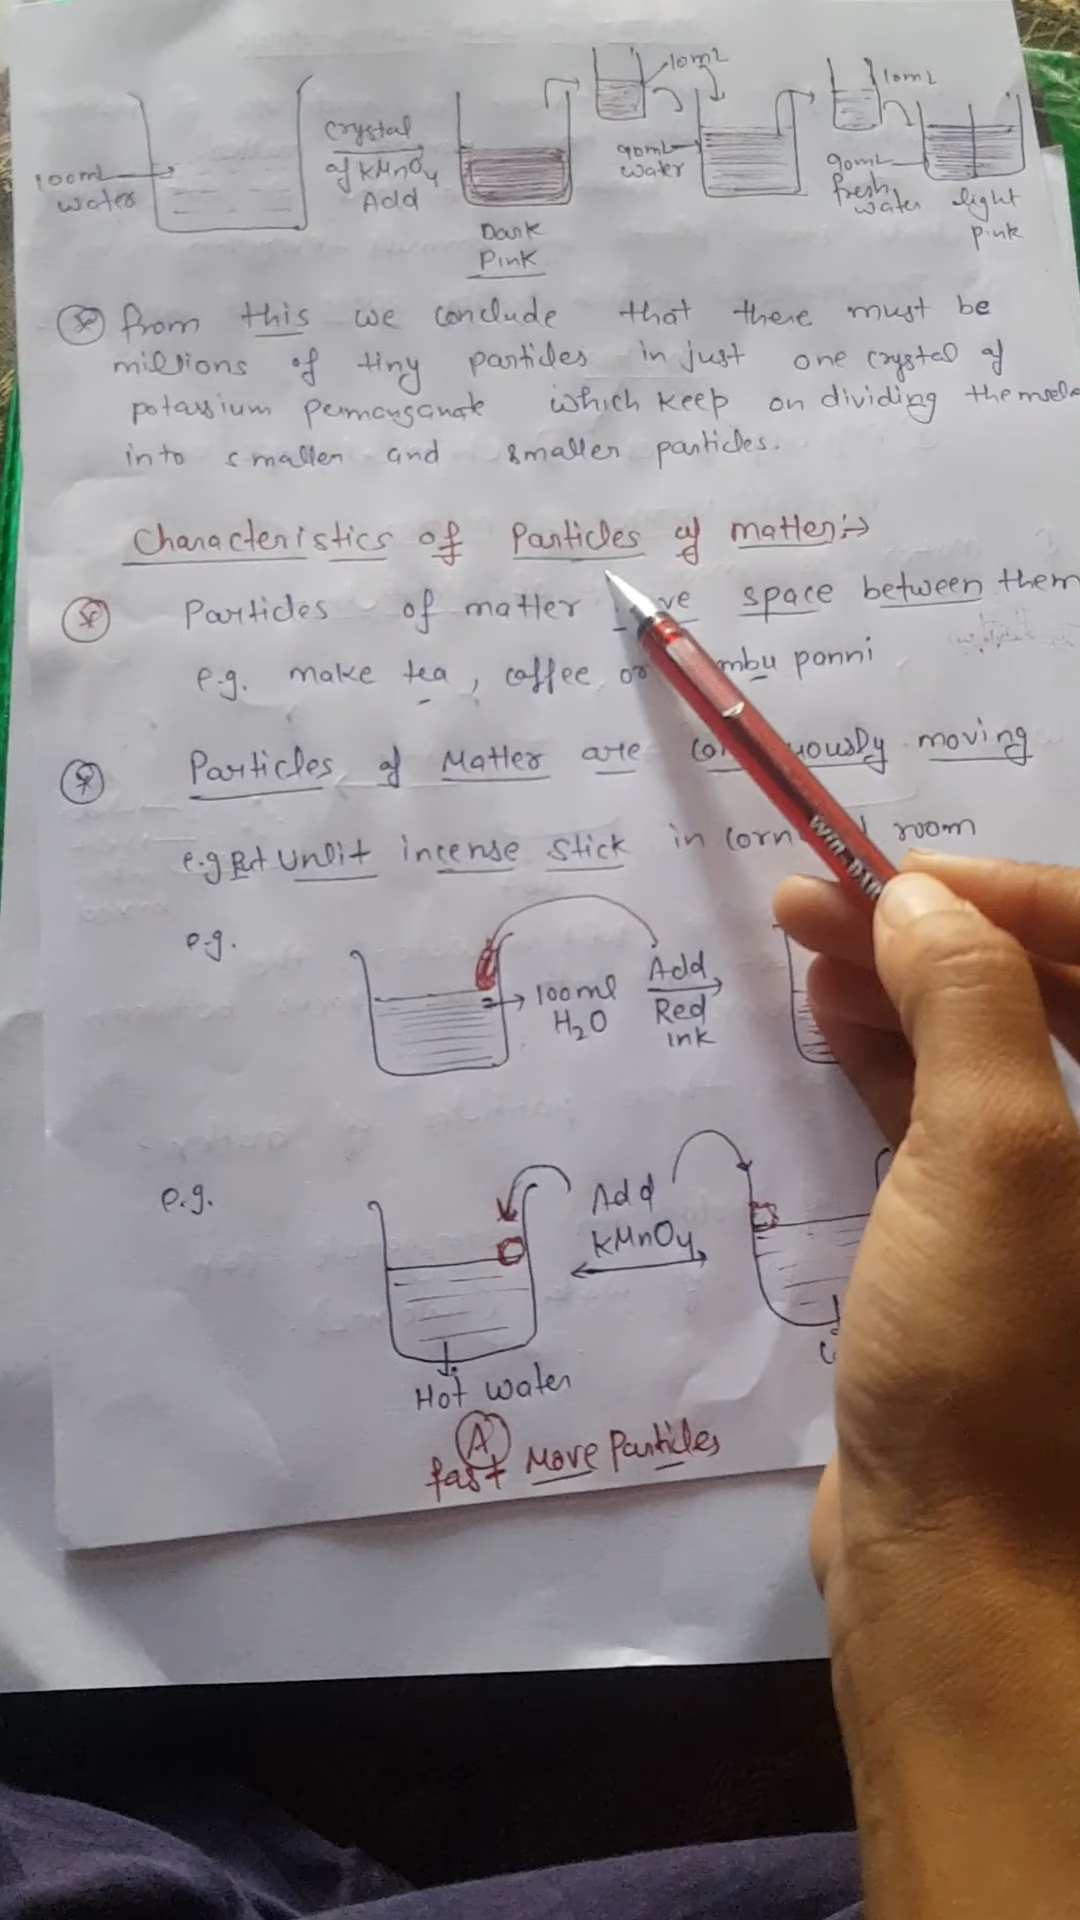 100mL water
Crystal of KMnO4 Add
Dark Pink
10mL
90mL water
10mL
90mL fresh water
light pink
from this we conclude that there must be
millions of tiny particles in just one crystal of
potassium permanganate which keep on dividing
into smaller and smaller particles.
Characteristics of Particles of matter:→
Particles of matter space between them
e.g. make tea, coffee or
Particles of Matter are moving
e.g Put Unlit incense stick in room
e.g.
100ml H2O
Add Red ink
e.g.
Add KMnO4
Hot water
A
fast Move Particles
WIN-